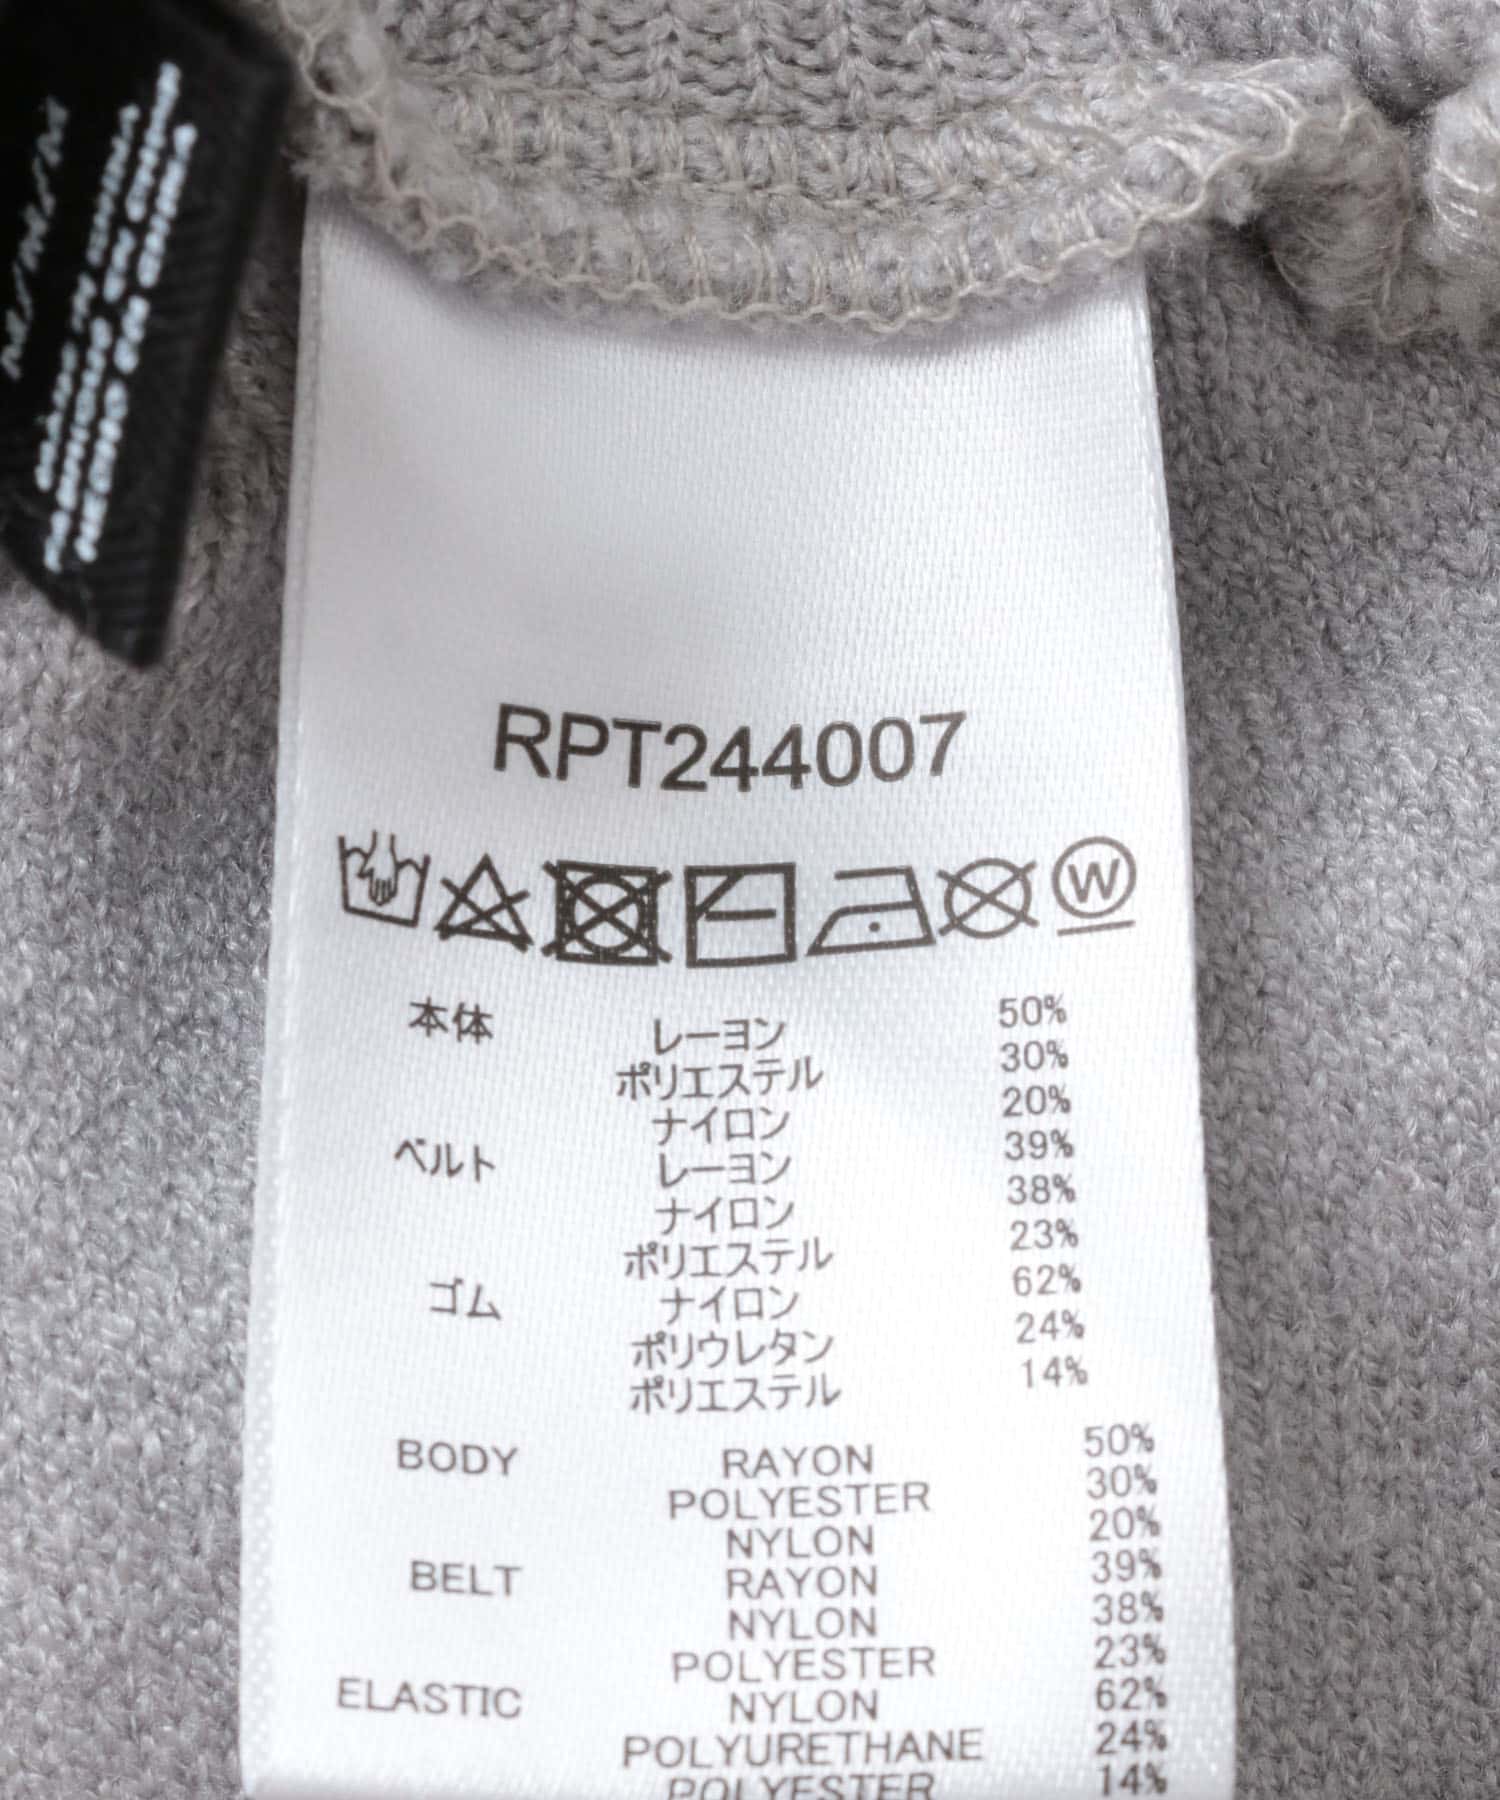 RPT244007
W
本体 レーヨン 50%
ポリエステル 30%
ナイロン 20%
ベルト レーヨン 39%
ナイロン 38%
ポリエステル 23%
ゴム ナイロン 62%
ポリウレタン 24%
ポリエステル 14%
BODY RAYON 50%
POLYESTER 30%
NYLON 20%
BELT RAYON 39%
NYLON 38%
POLYESTER 23%
ELASTIC NYLON 62%
POLYURETHANE 24%
POLYESTER 14%